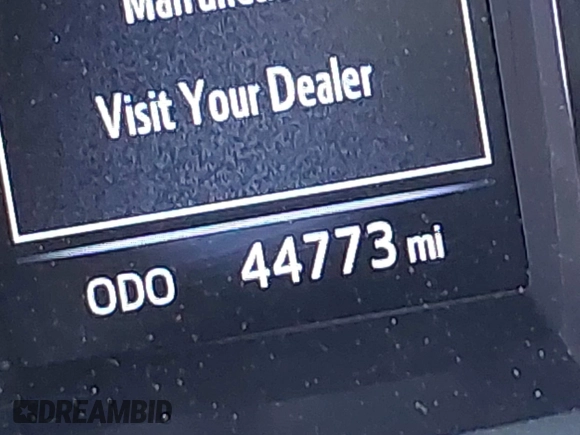 Visit Your Dealer
ODO 44773 mi
DREAMBID